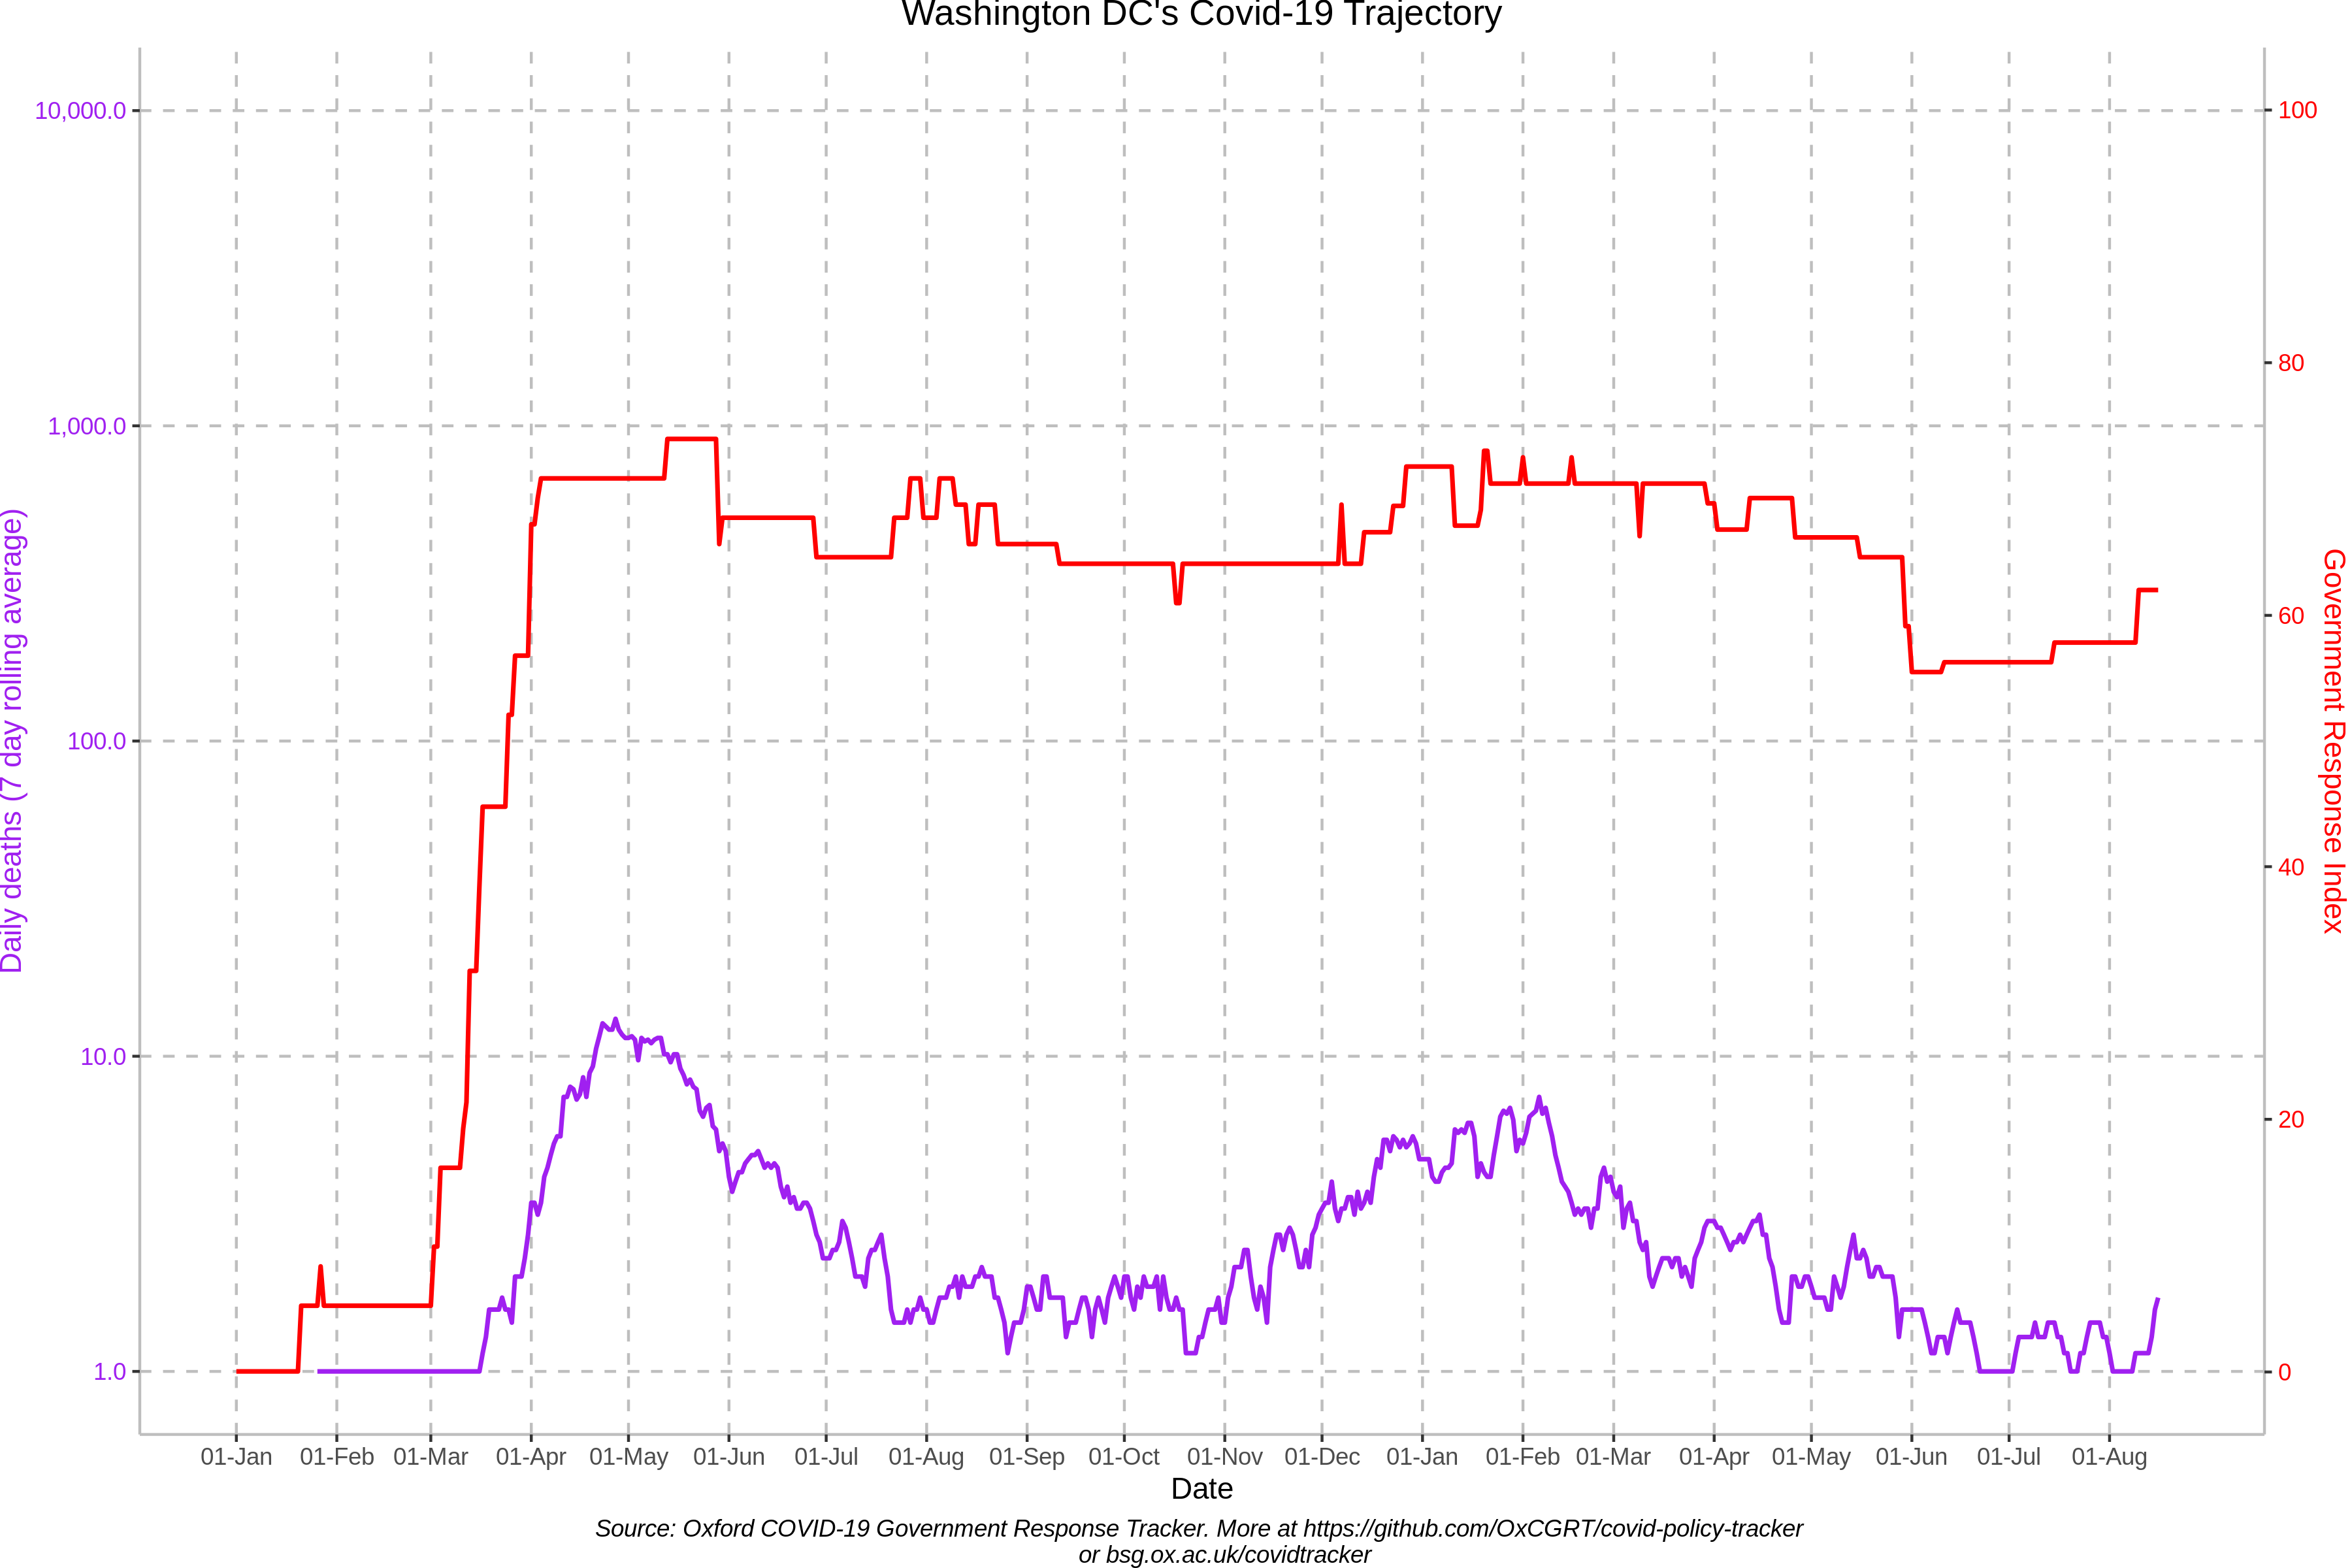 Washington DC's Covid-19 Trajectory
10,000.0
1,000.0
100.0
10.0
1.0
Daily deaths (7 day rolling average)
100
80
60
40
20
0
Government Response Index
01-Jan 01-Feb 01-Mar 01-Apr 01-May 01-Jun 01-Jul 01-Aug 01-Sep 01-Oct 01-Nov 01-Dec 01-Jan 01-Feb 01-Mar 01-Apr 01-May 01-Jun 01-Jul 01-Aug
Date
Source: Oxford COVID-19 Government Response Tracker. More at https://github.com/OxCGRT/covid-policy-tracker
or bsg.ox.ac.uk/covidtracker